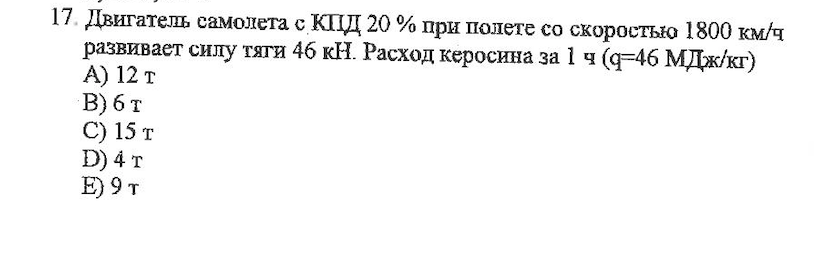 17. Двигатель самолета с КПД 20 % при полете со скоростью 1800 км/ч
развивает силу тяги 46 кН. Расход керосина за 1 ч (q=46 МДж/кг)
A) 12 т
B) 6 т
C) 15 т
D) 4 т
E) 9 т